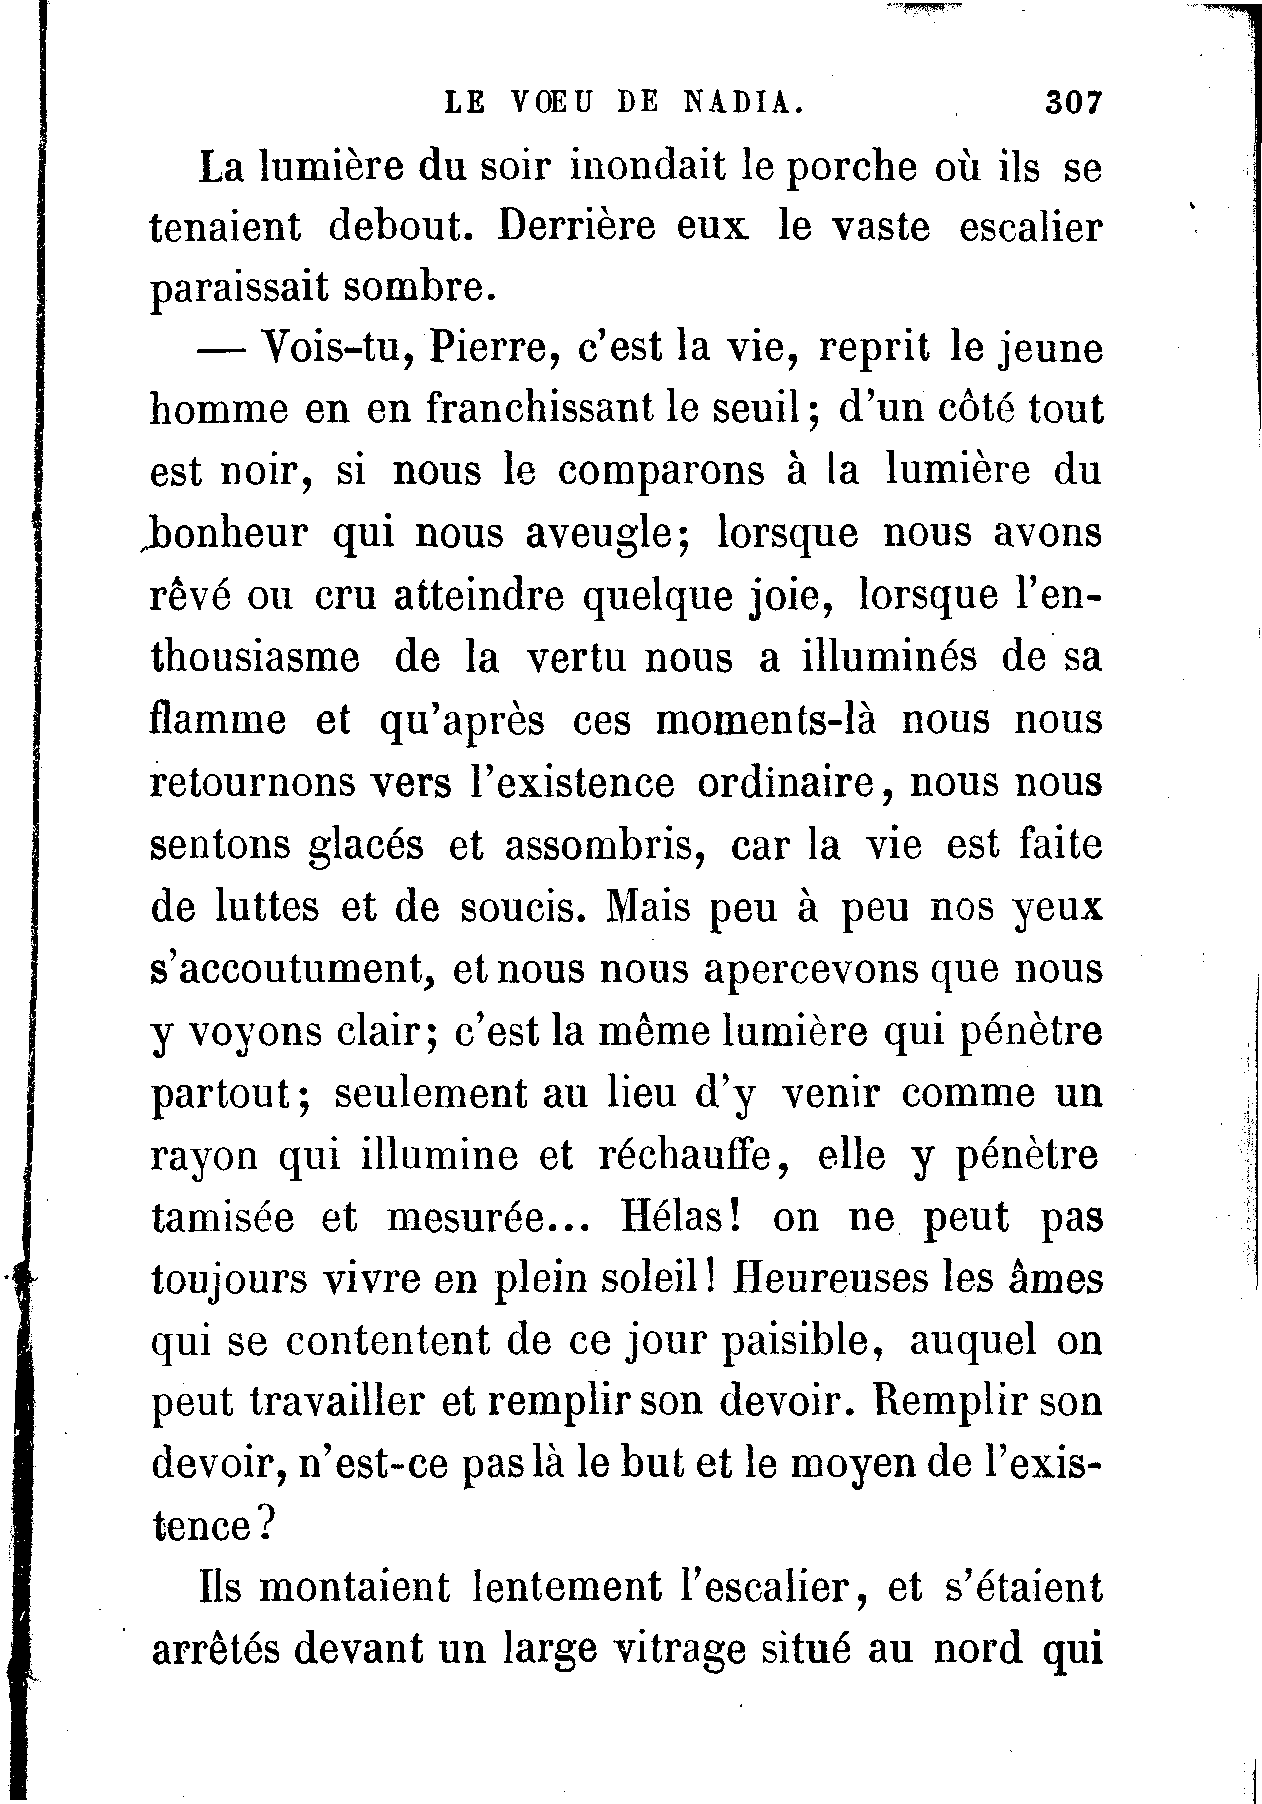 LE VŒU DE NADIA. 307
La lumière du soir inondait le porche où ils se
tenaient debout. Derrière eux le vaste escalier
paraissait sombre.
— Vois-tu, Pierre, c'est la vie, reprit le jeune
homme en en franchissant le seuil; d'un côté tout
est noir, si nous le comparons à la lumière du
bonheur qui nous aveugle; lorsque nous avons
rêvé ou cru atteindre quelque joie, lorsque l'en-
thousiasme de la vertu nous a illuminés de sa
flamme et qu'après ces moments-là nous nous
retournons vers l'existence ordinaire, nous nous
sentons glacés et assombris, car la vie est faite
de luttes et de soucis. Mais peu à peu nos yeux
s'accoutument, et nous nous apercevons que nous
y voyons clair; c'est la même lumière qui pénètre
partout; seulement au lieu d'y venir comme un
rayon qui illumine et réchauffe, elle y pénètre
tamisée et mesurée... Hélas! on ne peut pas
toujours vivre en plein soleil! Heureuses les âmes
qui se contentent de ce jour paisible, auquel on
peut travailler et remplir son devoir. Remplir son
devoir, n'est-ce pas là le but et le moyen de l'exis-
tence?
Ils montaient lentement l'escalier, et s'étaient
arrêtés devant un large vitrage situé au nord qui